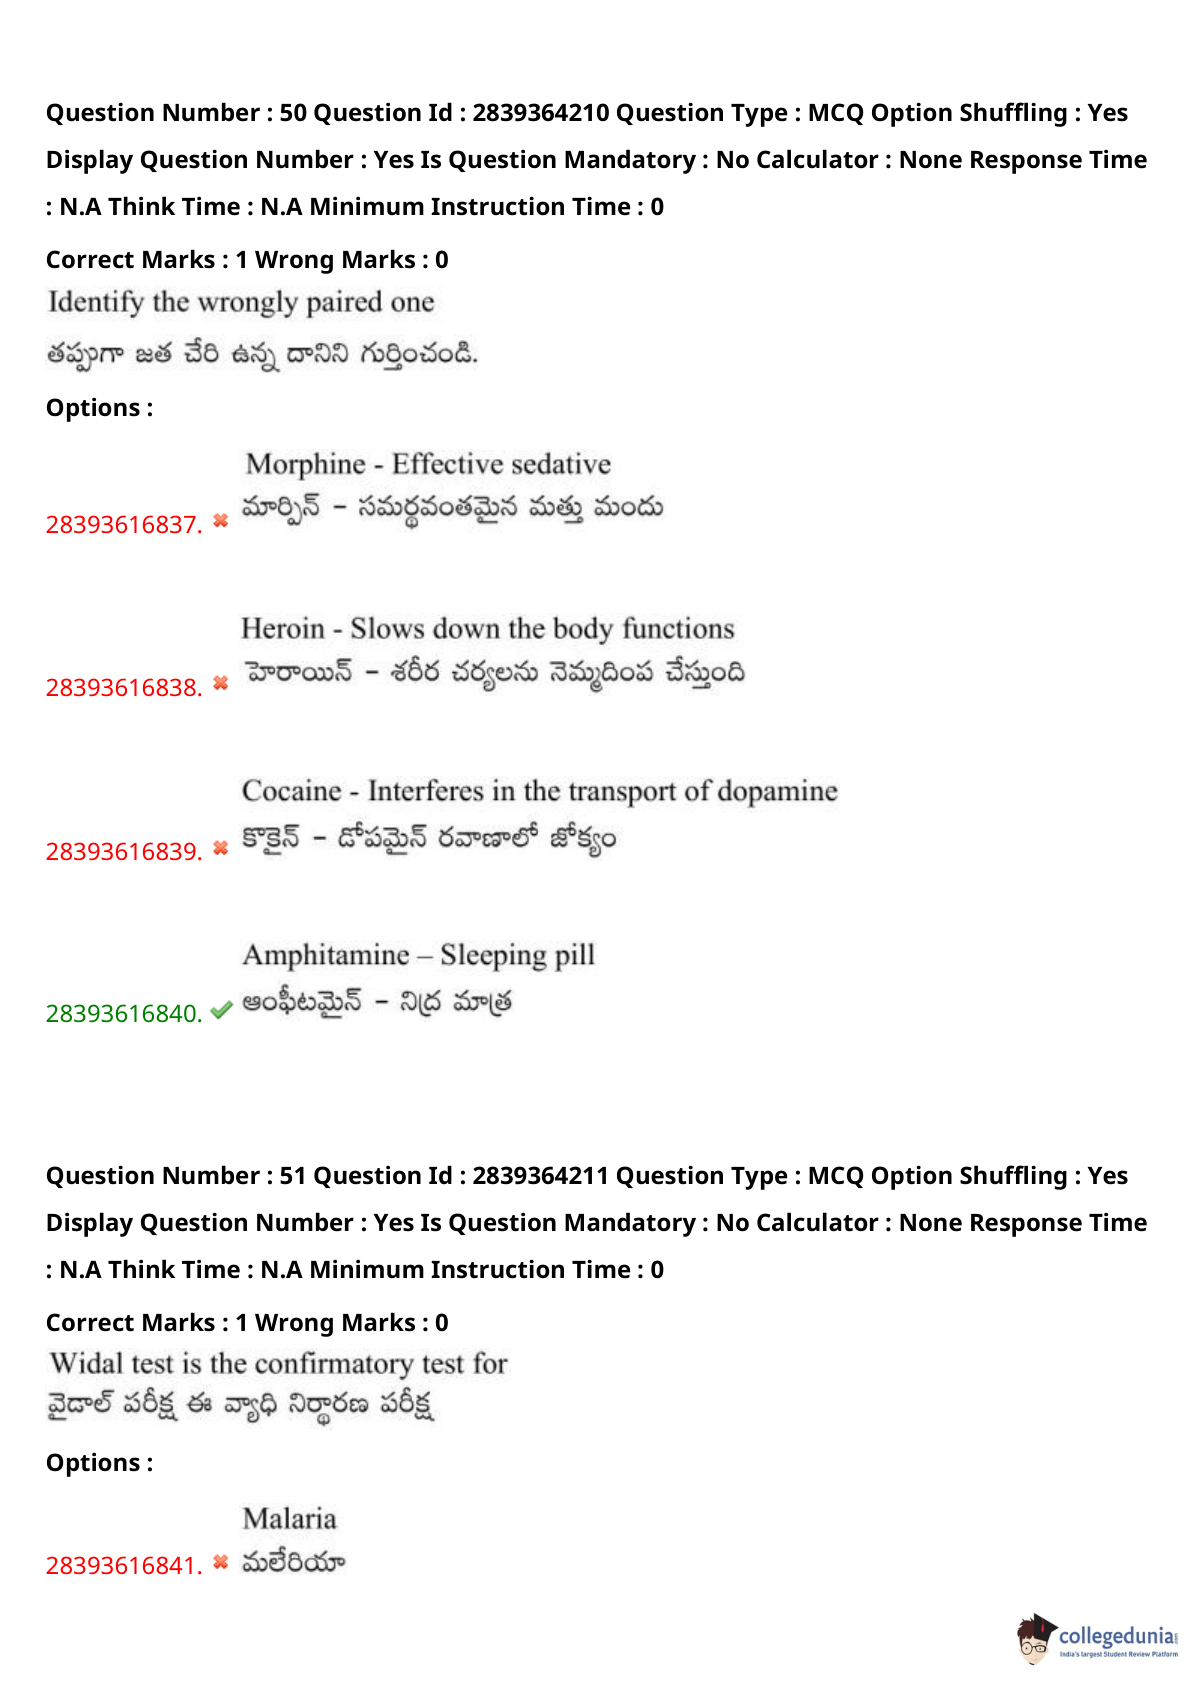 Question Number : 50 Question Id : 2839364210 Question Type : MCQ Option Shuffling : Yes
Display Question Number : Yes Is Question Mandatory : No Calculator : None Response Time
: N.A Think Time : N.A Minimum Instruction Time : 0
Correct Marks : 1 Wrong Marks : 0
Identify the wrongly paired one
తప్పుగా జత చేరి ఉన్న దానిని గుర్తించండి.
Options :
Morphine - Effective sedative
మార్ఫిన్ – సమర్థవంతమైన మత్తు మందు
28393616837.
Heroin - Slows down the body functions
హెరాయిన్ – శరీర చర్యలను నెమ్మదింప చేస్తుంది
28393616838.
Cocaine - Interferes in the transport of dopamine
కొకైన్ – డోపమైన్ రవాణాలో జోక్యం
28393616839.
Amphitamine – Sleeping pill
ఆంఫీటమైన్ – నిద్ర మాత్ర
28393616840.
Question Number : 51 Question Id : 2839364211 Question Type : MCQ Option Shuffling : Yes
Display Question Number : Yes Is Question Mandatory : No Calculator : None Response Time
: N.A Think Time : N.A Minimum Instruction Time : 0
Correct Marks : 1 Wrong Marks : 0
Widal test is the confirmatory test for
వైడాల్ పరీక్ష ఈ వ్యాధి నిర్థారణ పరీక్ష
Options :
Malaria
మలేరియా
28393616841.
collegedunia
India's largest Student Review Platform